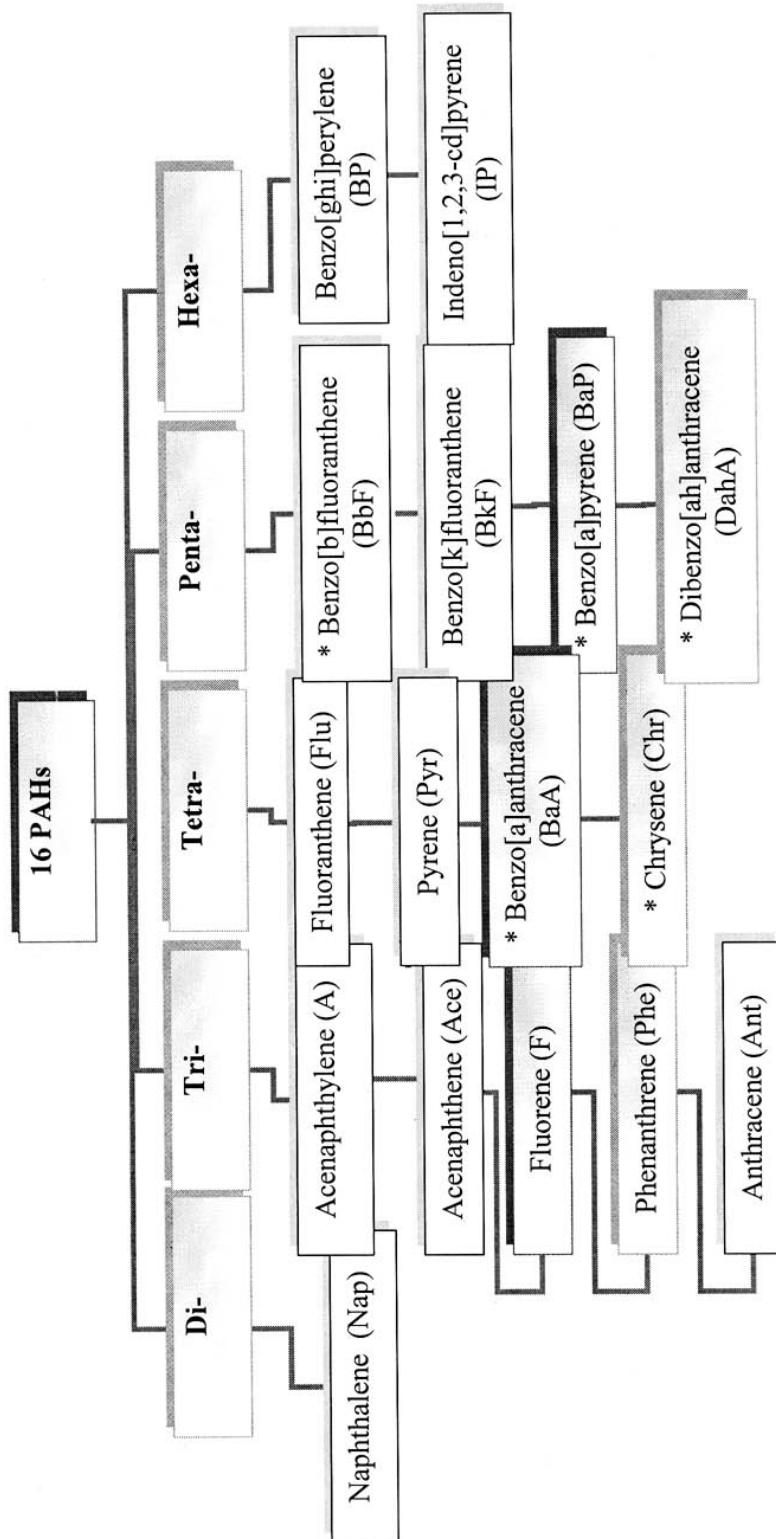 16 PAHs
Di-
Tri-
Tetra-
Penta-
Hexa-
Naphthalene (Nap)
Acenaphthylene (A)
Acenaphthene (Ace)
Fluorene (F)
Phenanthrene (Phe)
Anthracene (Ant)
Fluoranthene (Flu)
Pyrene (Pyr)
* Benzo[a]anthracene
(BaA)
* Chrysene (Chr)
* Benzo[b]fluoranthene
(BbF)
Benzo[k]fluoranthene
(BkF)
* Benzo[a]pyrene (BaP)
* Dibenzo[ah]anthracene
(DahA)
Benzo[ghi]perylene
(BP)
Indeno[1,2,3-cd]pyrene
(IP)